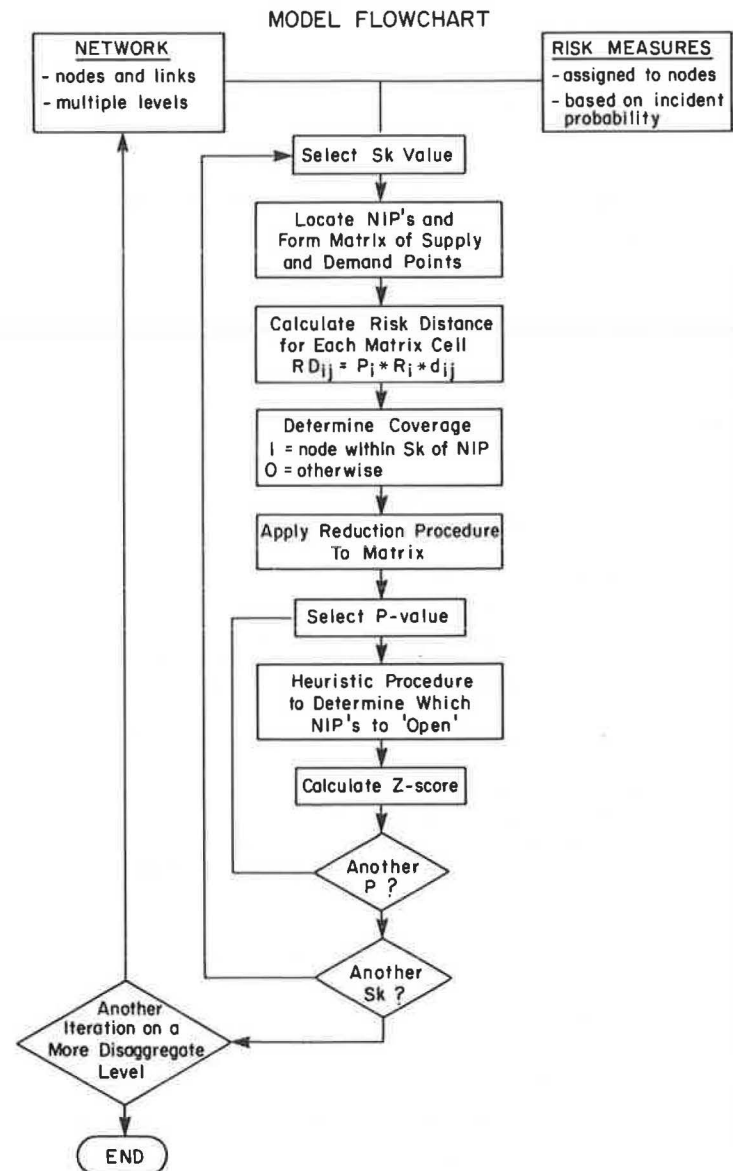 MODEL FLOWCHART
NETWORK
- nodes and links
- multiple levels
RISK MEASURES
- assigned to nodes
- based on incident
probability
Select Sk Value
Locate NIP's and
Form Matrix of Supply
and Demand Points
Calculate Risk Distance
for Each Matrix Cell
RDij = Pi * Ri * dij
Determine Coverage
1 = node within Sk of NIP
0 = otherwise
Apply Reduction Procedure
To Matrix
Select P-value
Heuristic Procedure
to Determine Which
NIP's to 'Open'
Calculate Z-score
Another
P ?
Another
Sk ?
Another
Iteration on a
More Disaggregate
Level
END